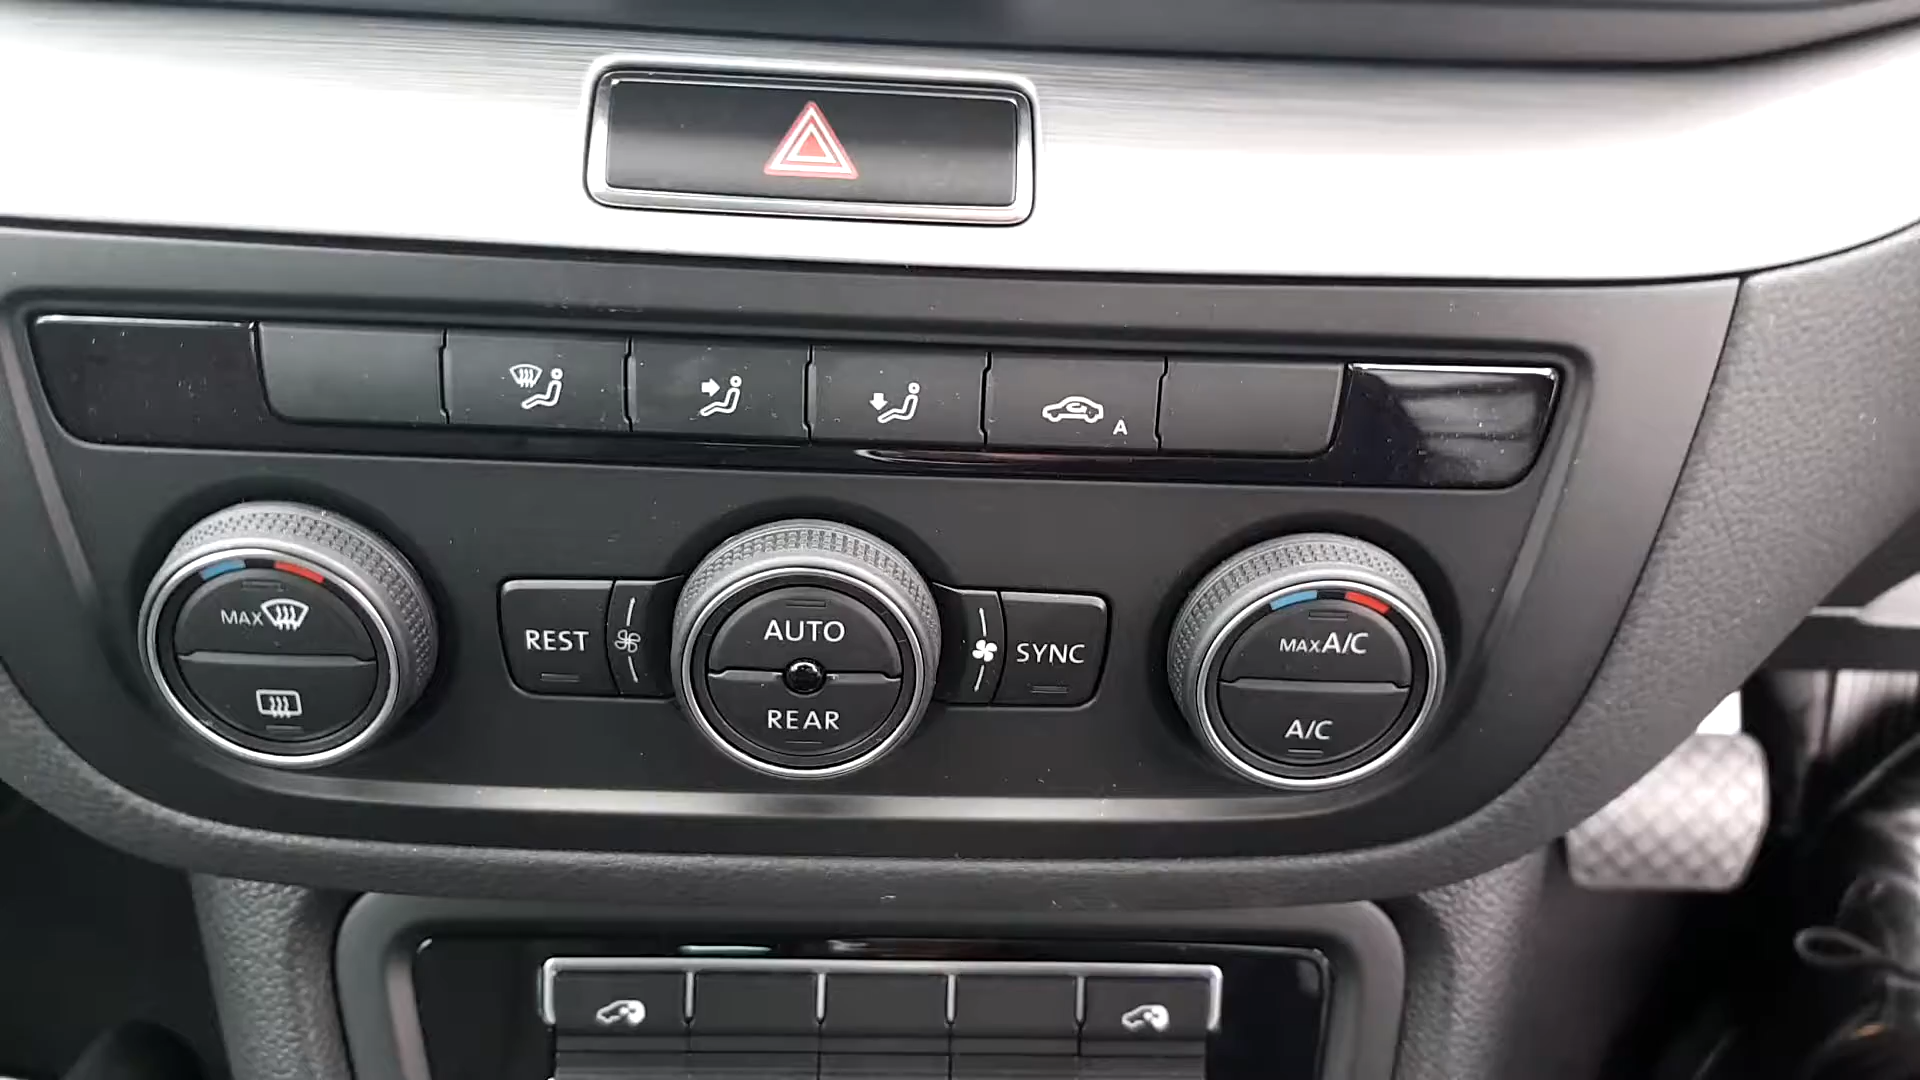 A
MAX
REST
AUTO
REAR
SYNC
MAX A/C
A/C